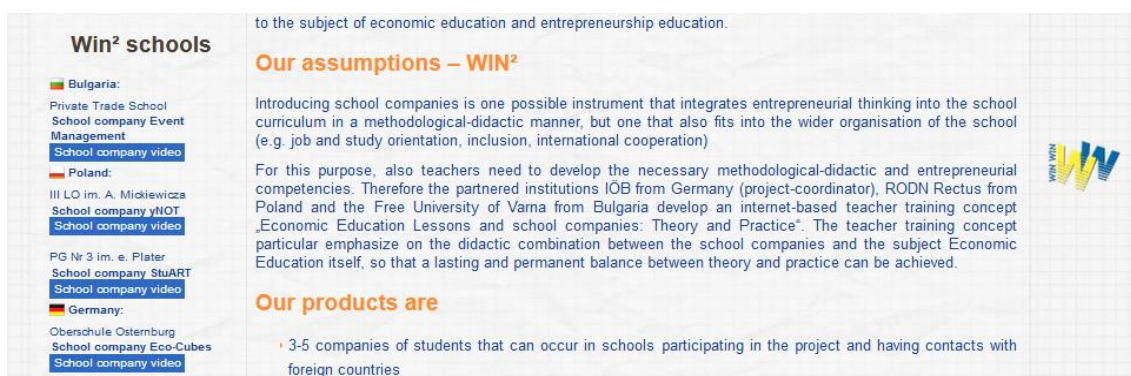 Win² schools
Bulgaria:
Private Trade School
School company Event
Management
School company video
Poland:
III LO im. A. Mickiewicza
School company yNOT
School company video
PG Nr 3 im. e. Plater
School company StuART
School company video
Germany:
Oberschule Osternburg
School company Eco-Cubes
School company video
to the subject of economic education and entrepreneurship education.
Our assumptions – WIN²
Introducing school companies is one possible instrument that integrates entrepreneurial thinking into the school
curriculum in a methodological-didactic manner, but one that also fits into the wider organisation of the school
(e.g. job and study orientation, inclusion, international cooperation)
For this purpose, also teachers need to develop the necessary methodological-didactic and entrepreneurial
competencies. Therefore the partnered institutions IÖB from Germany (project-coordinator), RODN Rectus from
Poland and the Free University of Varna from Bulgaria develop an internet-based teacher training concept
„Economic Education Lessons and school companies: Theory and Practice“. The teacher training concept
particular emphasize on the didactic combination between the school companies and the subject Economic
Education itself, so that a lasting and permanent balance between theory and practice can be achieved.
Our products are
3-5 companies of students that can occur in schools participating in the project and having contacts with
foreign countries
WIN WIN